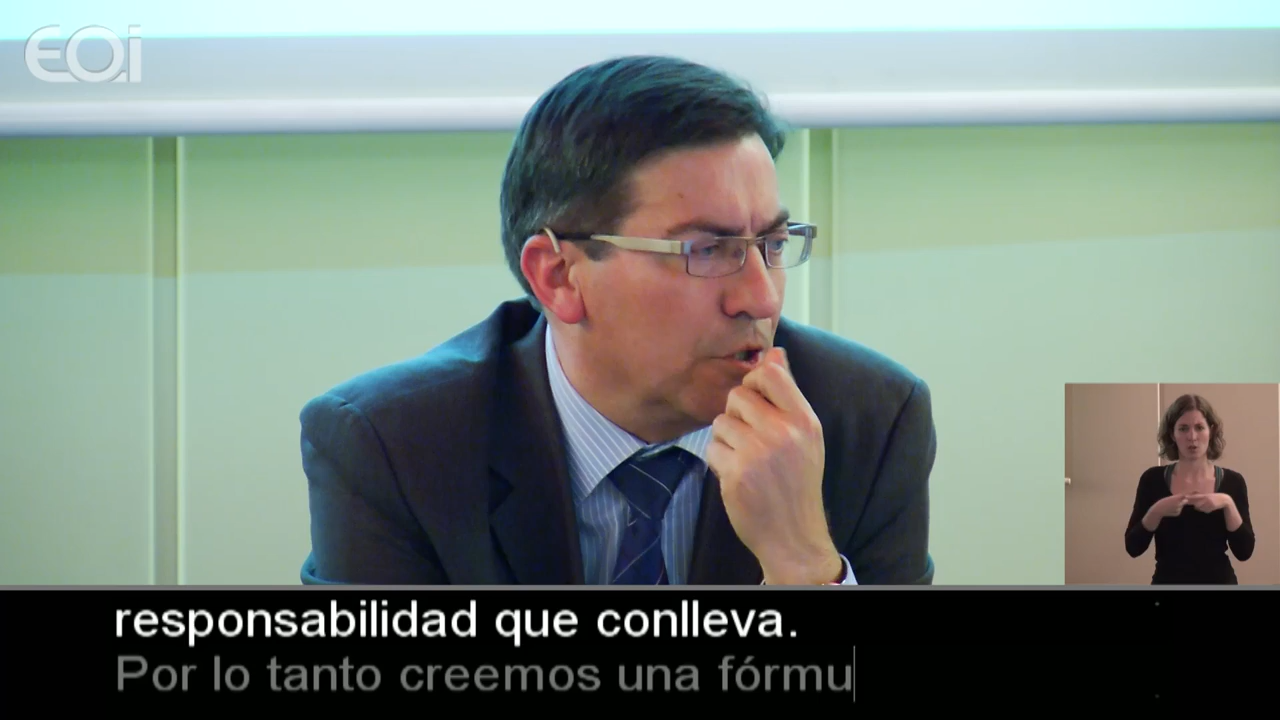 EOi
responsabilidad que conlleva.
Por lo tanto creemos una fórmu